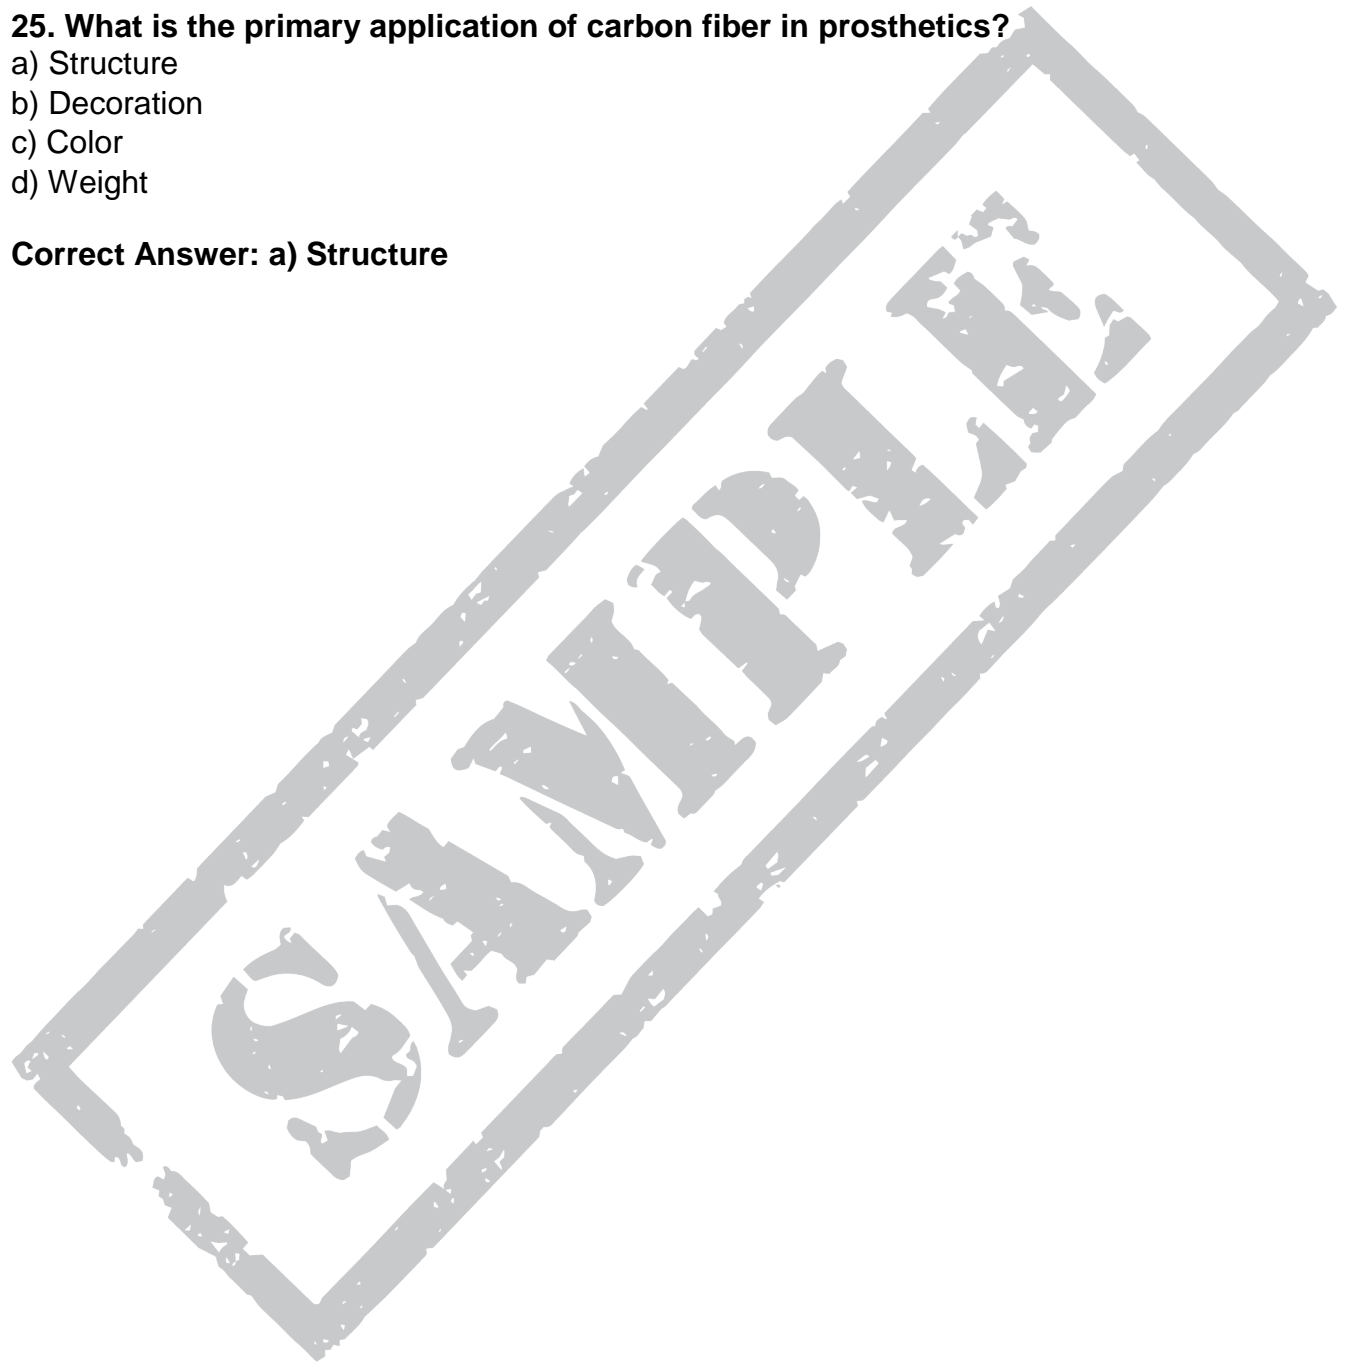 25. What is the primary application of carbon fiber in prosthetics?
a) Structure
b) Decoration
c) Color
d) Weight
Correct Answer: a) Structure
SAMPLE